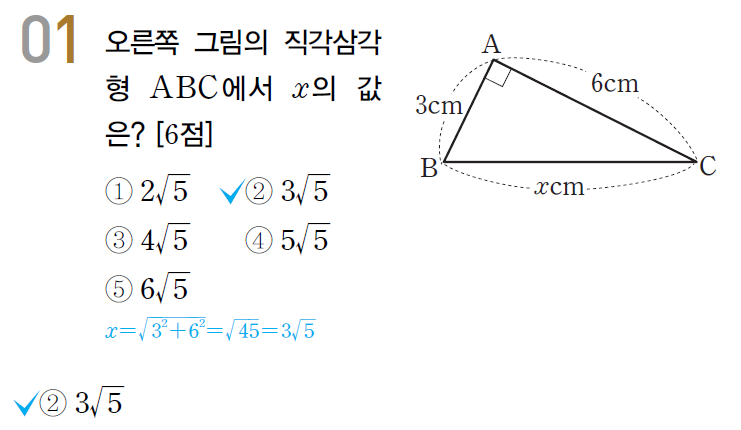 01
오른쪽 그림의 직각삼각
형 ABC에서 x의 값
은? [6점]
① 2√5 ② 3√5
③ 4√5 ④ 5√5
⑤ 6√5
x=√3²+6²=√45=3√5
A
3cm
6cm
B
C
xcm
② 3√5